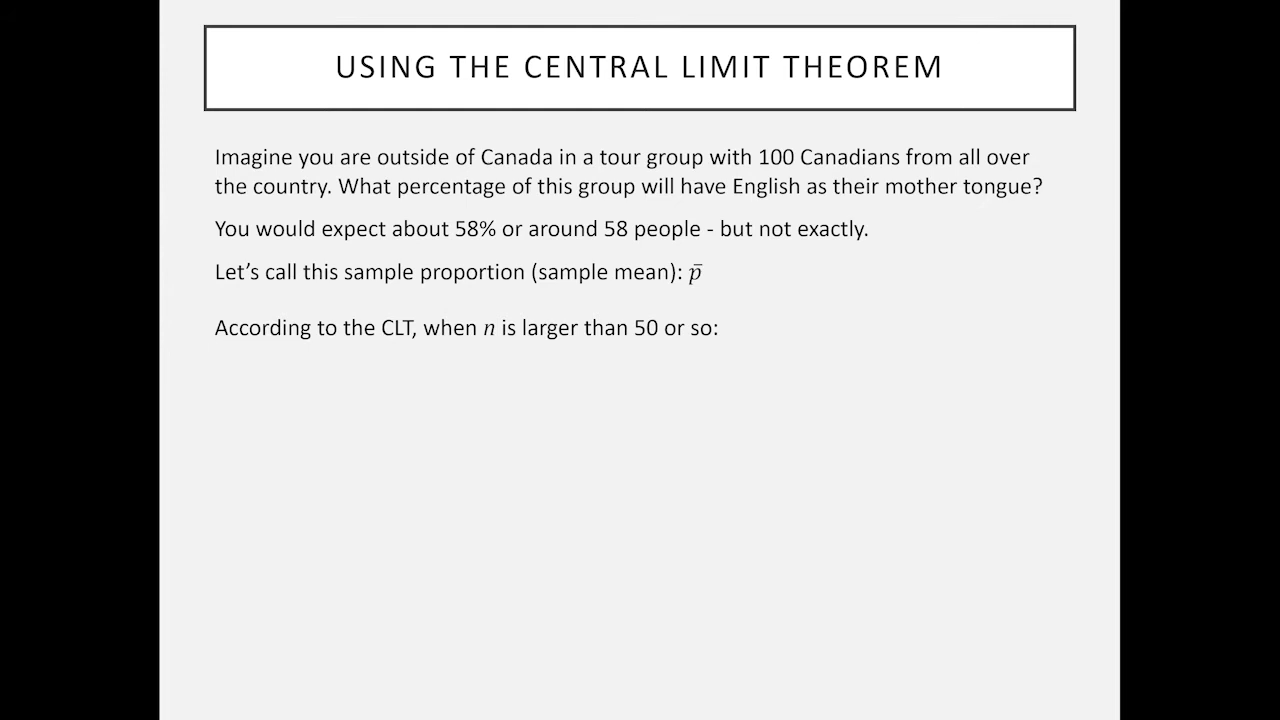 USING THE CENTRAL LIMIT THEOREM
Imagine you are outside of Canada in a tour group with 100 Canadians from all over
the country. What percentage of this group will have English as their mother tongue?
You would expect about 58% or around 58 people - but not exactly.
Let’s call this sample proportion (sample mean): p̄
According to the CLT, when n is larger than 50 or so: